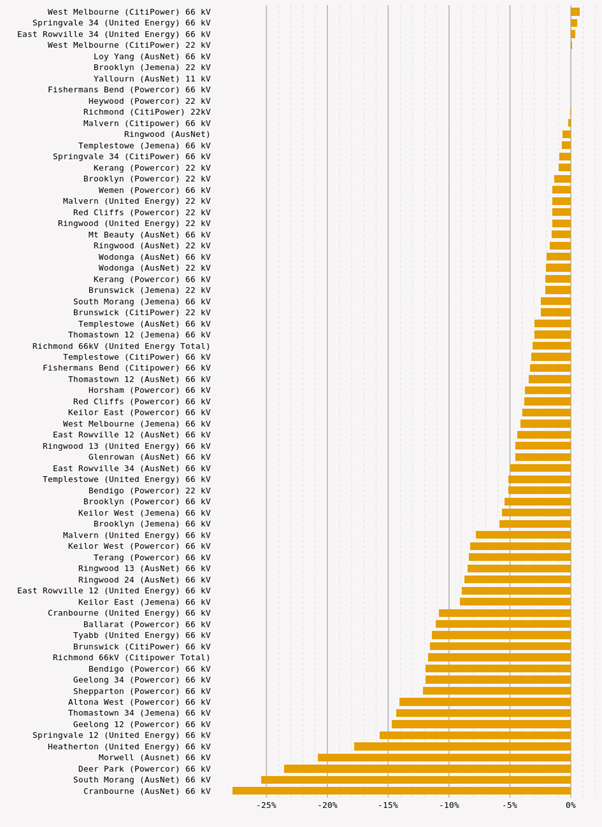 West Melbourne (CitiPower) 66 kV
Springvale 34 (United Energy) 66 kV
East Rowville 34 (United Energy) 66 kV
West Melbourne (CitiPower) 22 kV
Loy Yang (AusNet) 66 kV
Brooklyn (Jemena) 22 kV
Yallourn (AusNet) 11 kV
Fishermans Bend (Powercor) 66 kV
Heywood (Powercor) 22 kV
Richmond (CitiPower) 22kV
Malvern (Citipower) 66 kV
Ringwood (AusNet)
Templestowe (Jemena) 66 kV
Springvale 34 (CitiPower) 66 kV
Kerang (Powercor) 22 kV
Brooklyn (Powercor) 22 kV
Wemen (Powercor) 66 kV
Malvern (United Energy) 22 kV
Red Cliffs (Powercor) 22 kV
Ringwood (United Energy) 22 kV
Mt Beauty (AusNet) 66 kV
Ringwood (AusNet) 22 kV
Wodonga (AusNet) 66 kV
Wodonga (AusNet) 22 kV
Kerang (Powercor) 66 kV
Brunswick (Jemena) 22 kV
South Morang (Jemena) 66 kV
Brunswick (CitiPower) 22 kV
Templestowe (AusNet) 66 kV
Thomastown 12 (Jemena) 66 kV
Richmond 66kV (United Energy Total)
Templestowe (CitiPower) 66 kV
Fishermans Bend (Citipower) 66 kV
Thomastown 12 (AusNet) 66 kV
Horsham (Powercor) 66 kV
Red Cliffs (Powercor) 66 kV
Keilor East (Powercor) 66 kV
West Melbourne (Jemena) 66 kV
East Rowville 12 (AusNet) 66 kV
Ringwood 13 (United Energy) 66 kV
Glenrowan (AusNet) 66 kV
East Rowville 34 (AusNet) 66 kV
Templestowe (United Energy) 66 kV
Bendigo (Powercor) 22 kV
Brooklyn (Powercor) 66 kV
Keilor West (Jemena) 66 kV
Brooklyn (Jemena) 66 kV
Malvern (United Energy) 66 kV
Keilor West (Powercor) 66 kV
Terang (Powercor) 66 kV
Ringwood 13 (AusNet) 66 kV
Ringwood 24 (AusNet) 66 kV
East Rowville 12 (United Energy) 66 kV
Keilor East (Jemena) 66 kV
Cranbourne (United Energy) 66 kV
Ballarat (Powercor) 66 kV
Tyabb (United Energy) 66 kV
Brunswick (CitiPower) 66 kV
Richmond 66kV (Citipower Total)
Bendigo (Powercor) 66 kV
Geelong 34 (Powercor) 66 kV
Shepparton (Powercor) 66 kV
Altona West (Powercor) 66 kV
Thomastown 34 (Jemena) 66 kV
Geelong 12 (Powercor) 66 kV
Springvale 12 (United Energy) 66 kV
Heatherton (United Energy) 66 kV
Morwell (Ausnet) 66 kV
Deer Park (Powercor) 66 kV
South Morang (AusNet) 66 kV
Cranbourne (AusNet) 66 kV
-25% -20% -15% -10% -5% 0%